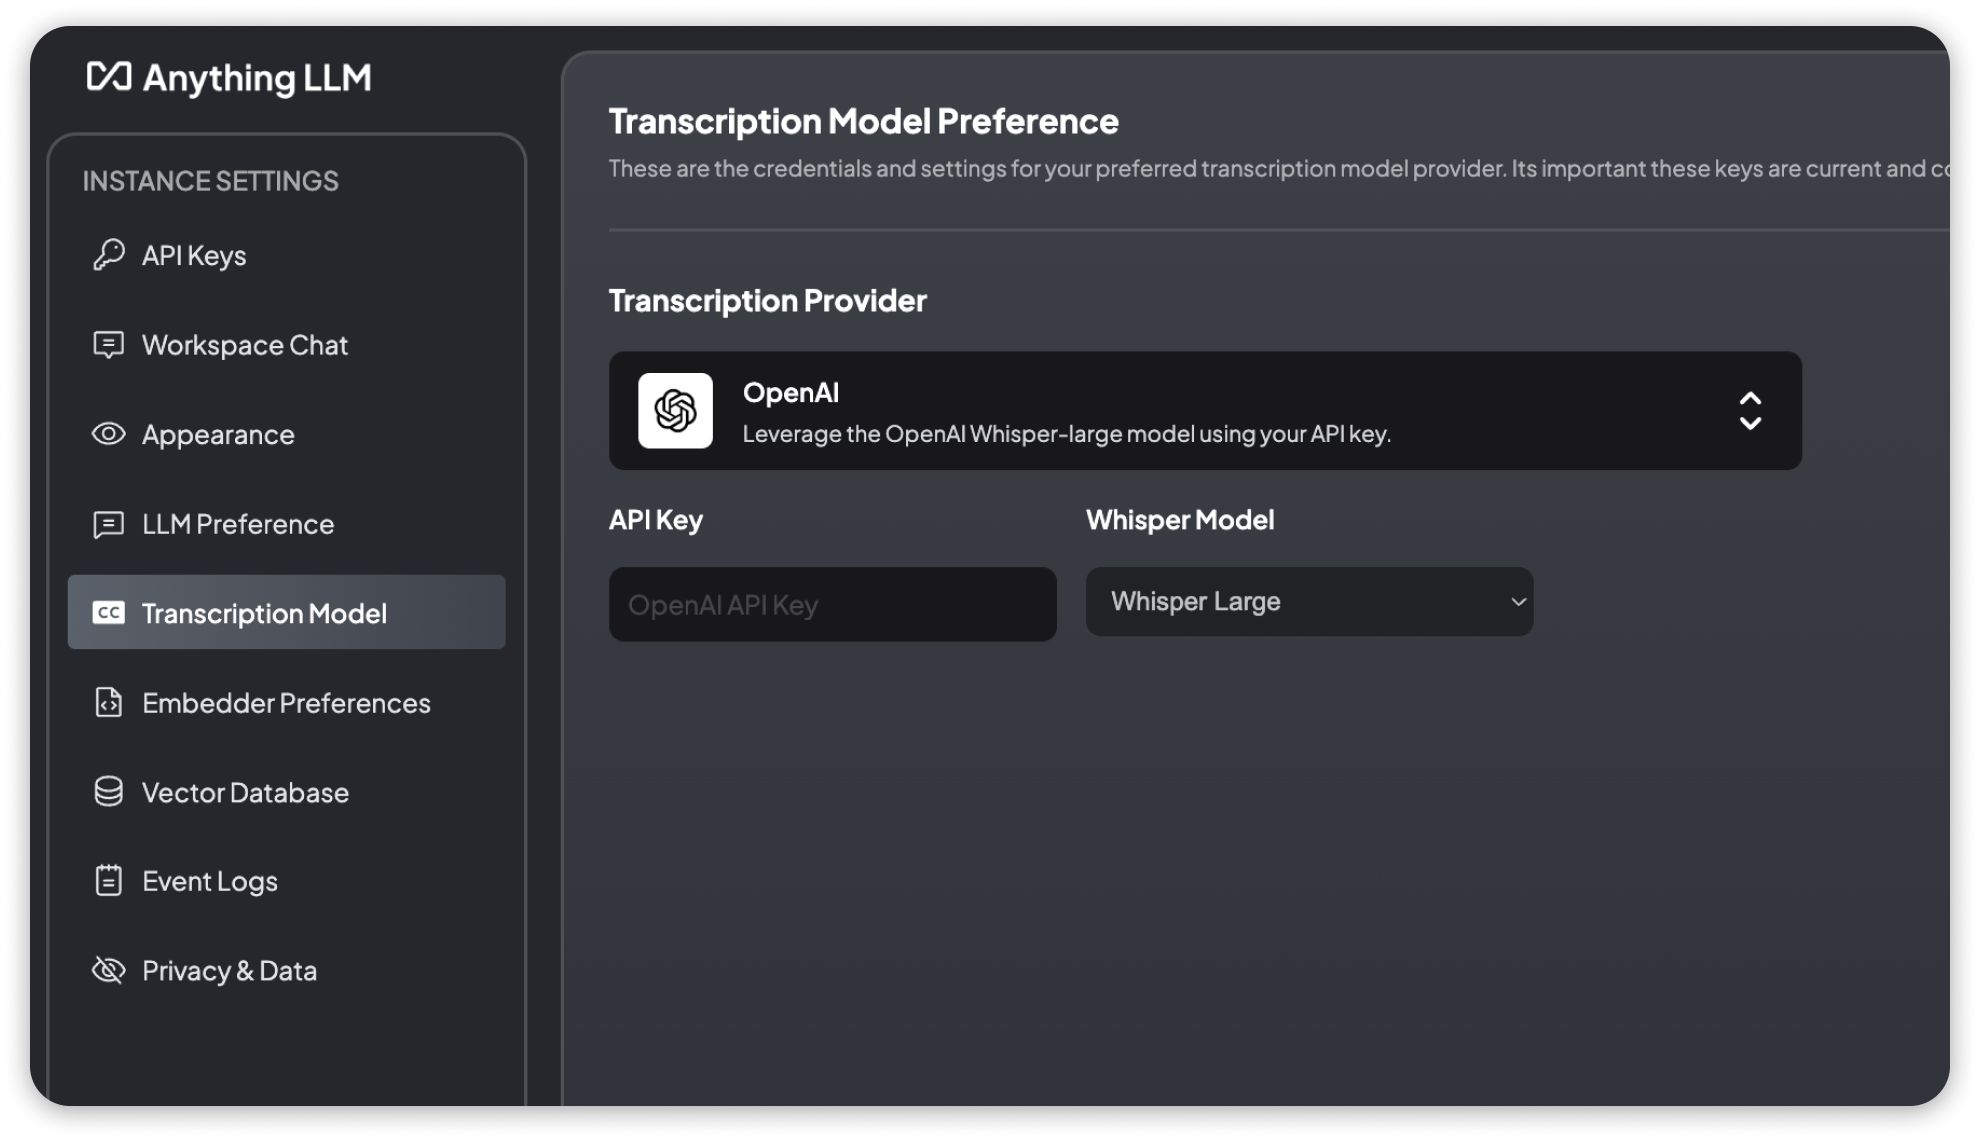 Anything LLM
INSTANCE SETTINGS
API Keys
Workspace Chat
Appearance
LLM Preference
CC Transcription Model
Embedder Preferences
Vector Database
Event Logs
Privacy & Data
Transcription Model Preference
These are the credentials and settings for your preferred transcription model provider. Its important these keys are current and
Transcription Provider
OpenAI
Leverage the OpenAI Whisper-large model using your API key.
API Key
Whisper Model
OpenAI API Key
Whisper Large